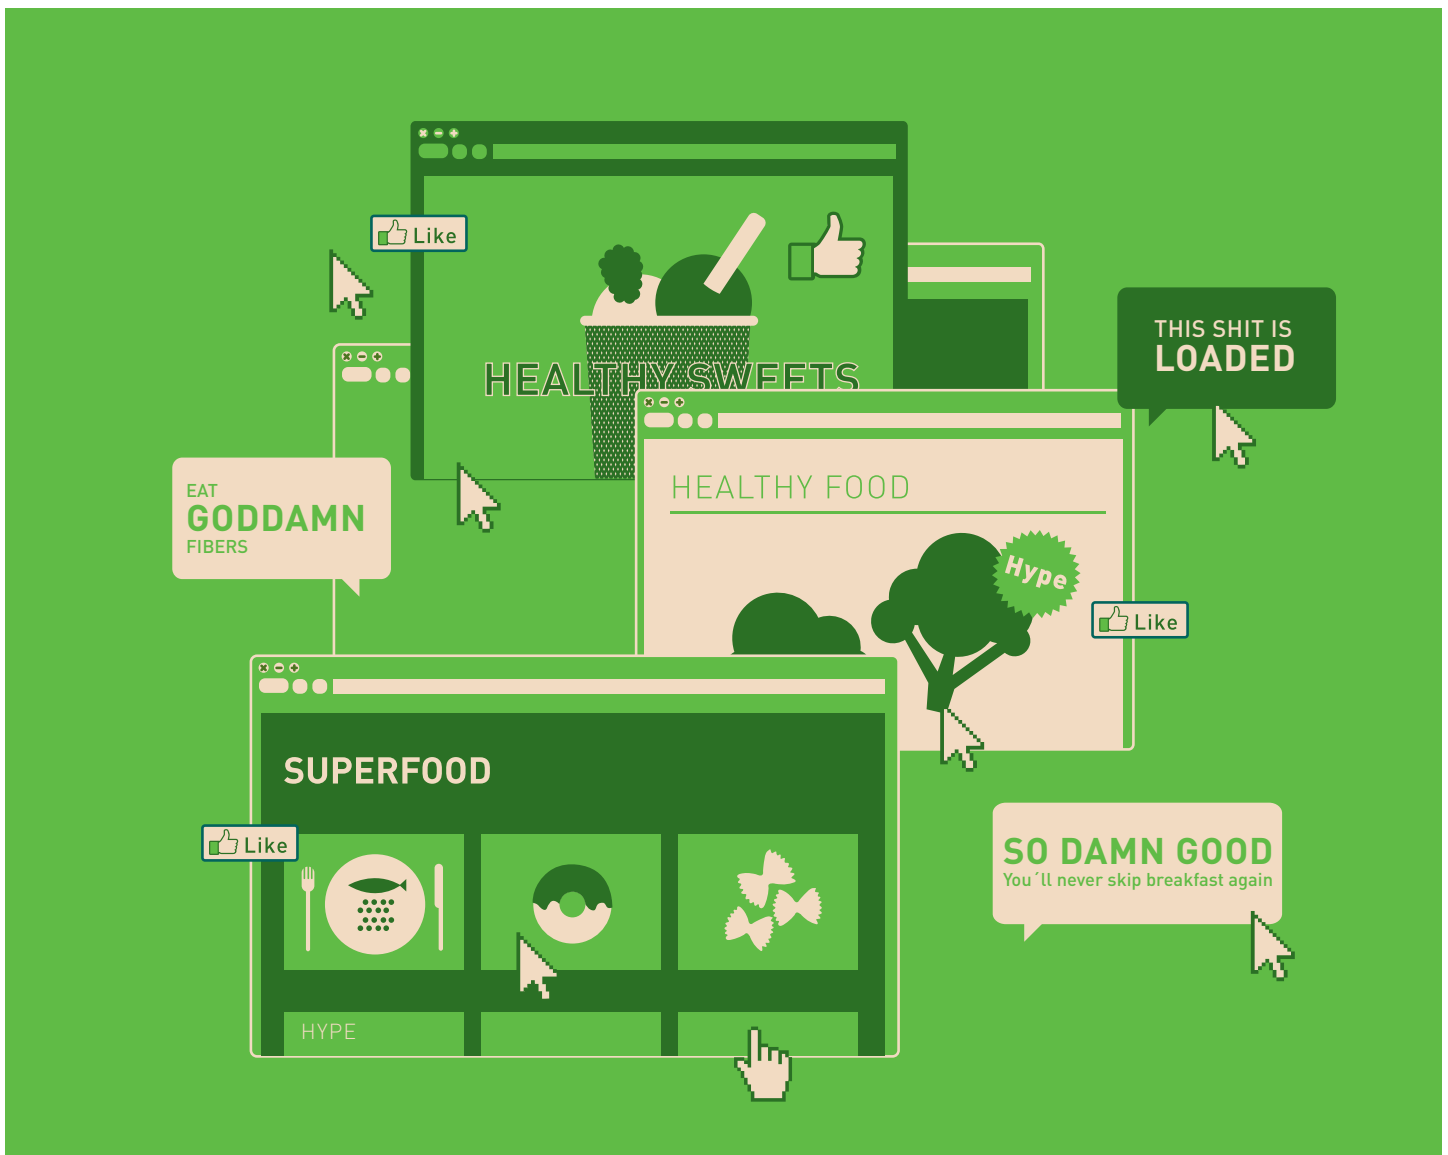 Like
THIS SHIT IS
LOADED
HEALTHY SWEETS
EAT
GODDAMN
FIBERS
HEALTHY FOOD
Hype
Like
SUPERFOOD
Like
SO DAMN GOOD
You´ll never skip breakfast again
HYPE